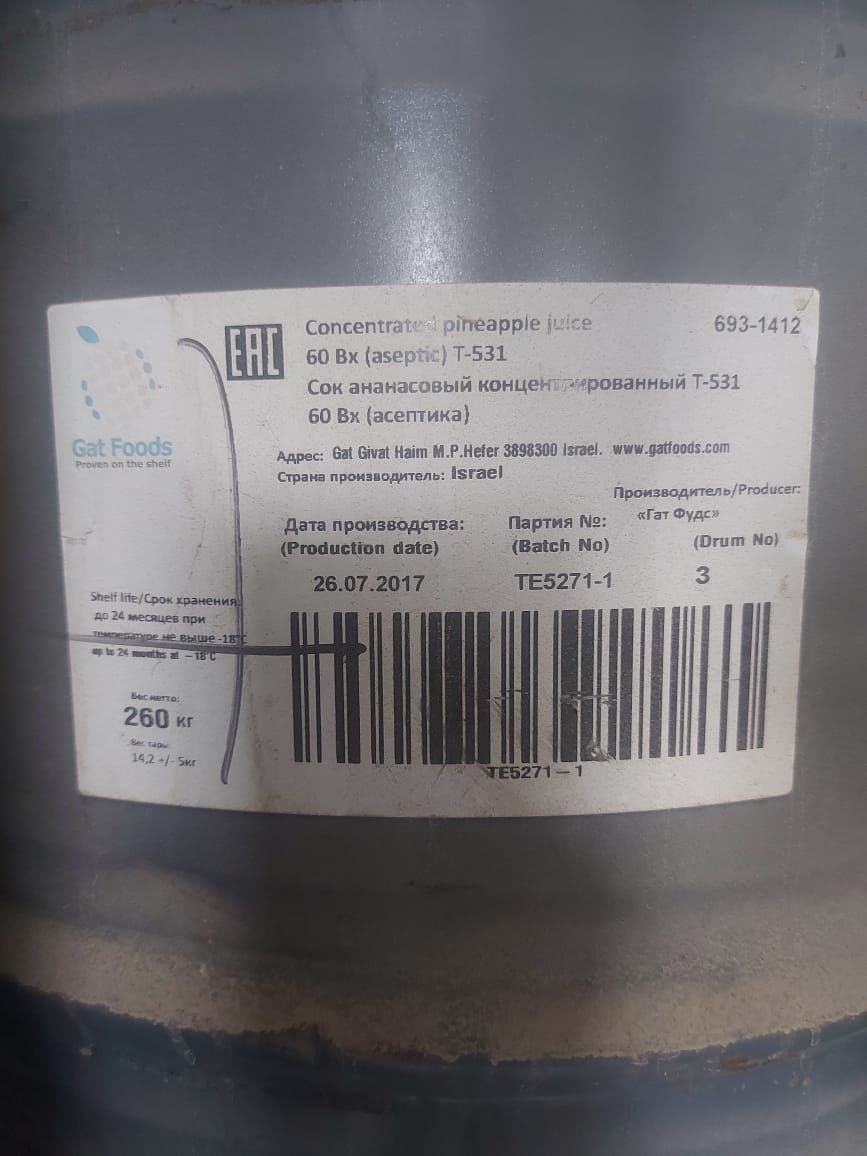 Gat Foods
Proven on the shelf
EAC
Concentrated pineapple juice
693-1412
60 Bx (aseptic) T-531
Сок ананасовый концентрированный Т-531
60 Вх (асептика)
Адрес: Gat Givat Haim M.P.Hefer 3898300 Israel. www.gatfoods.com
Страна производитель: Israel
Производитель/Producer:
«Гат Фудс»
Дата производства:
(Production date)
26.07.2017
Партия №:
(Batch No)
TE5271-1
(Drum No)
3
Shelf life/Срок хранения
до 24 месяцев при
температуре не выше -18°С
up to 24 months at -18°C
Вес нетто:
260 кг
Вес тары:
14,2 +/- 5кг
TE5271-1